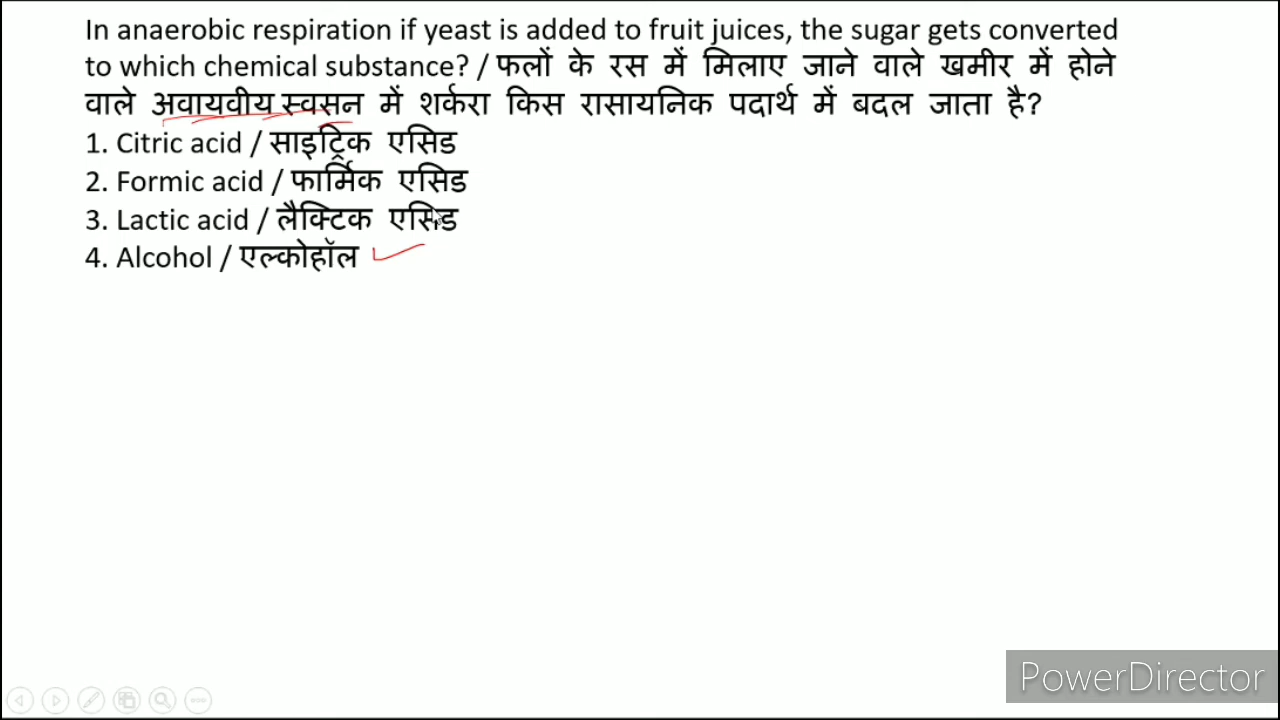 In anaerobic respiration if yeast is added to fruit juices, the sugar gets converted
to which chemical substance? / फलों के रस में मिलाए जाने वाले खमीर में होने
वाले अवायवीय स्वसन में शर्करा किस रासायनिक पदार्थ में बदल जाता है?
1. Citric acid / साइट्रिक एसिड
2. Formic acid / फार्मिक एसिड
3. Lactic acid / लैक्टिक एसिड
4. Alcohol / एल्कोहॉल
PowerDirector